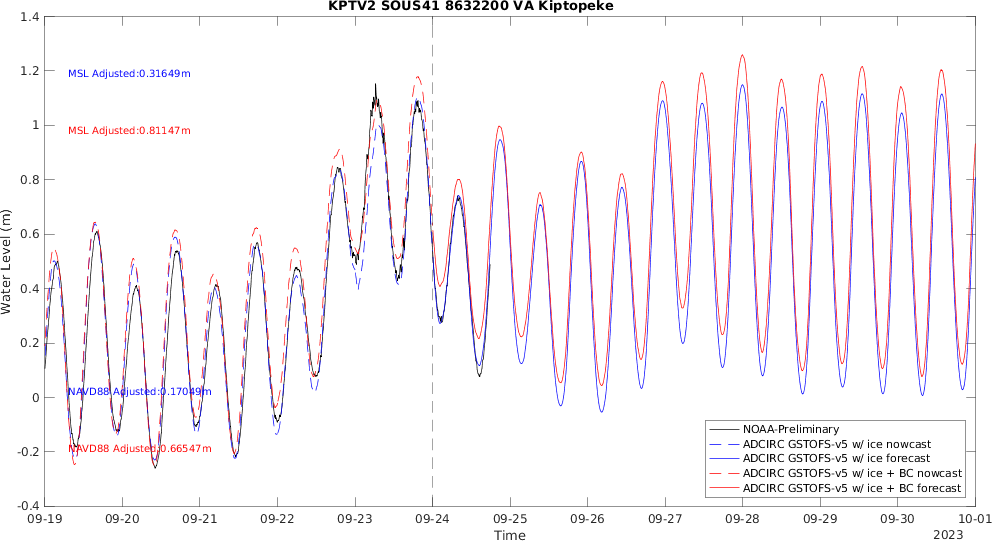 KPTV2 SOUS41 8632200 VA Kiptopeke
1.4
1.2
1
0.8
0.6
0.4
0.2
0
-0.2
-0.4
Water Level (m)
MSL Adjusted:0.31649m
MSL Adjusted:0.81147m
NAVD88 Adjusted:0.17049m
NAVD88 Adjusted:0.66547m
NOAA-Preliminary
ADCIRC GSTOFS-v5 w/ ice nowcast
ADCIRC GSTOFS-v5 w/ ice forecast
ADCIRC GSTOFS-v5 w/ ice + BC nowcast
ADCIRC GSTOFS-v5 w/ ice + BC forecast
09-19 09-20 09-21 09-22 09-23 09-24 09-25 09-26 09-27 09-28 09-29 09-30 10-01
Time
2023